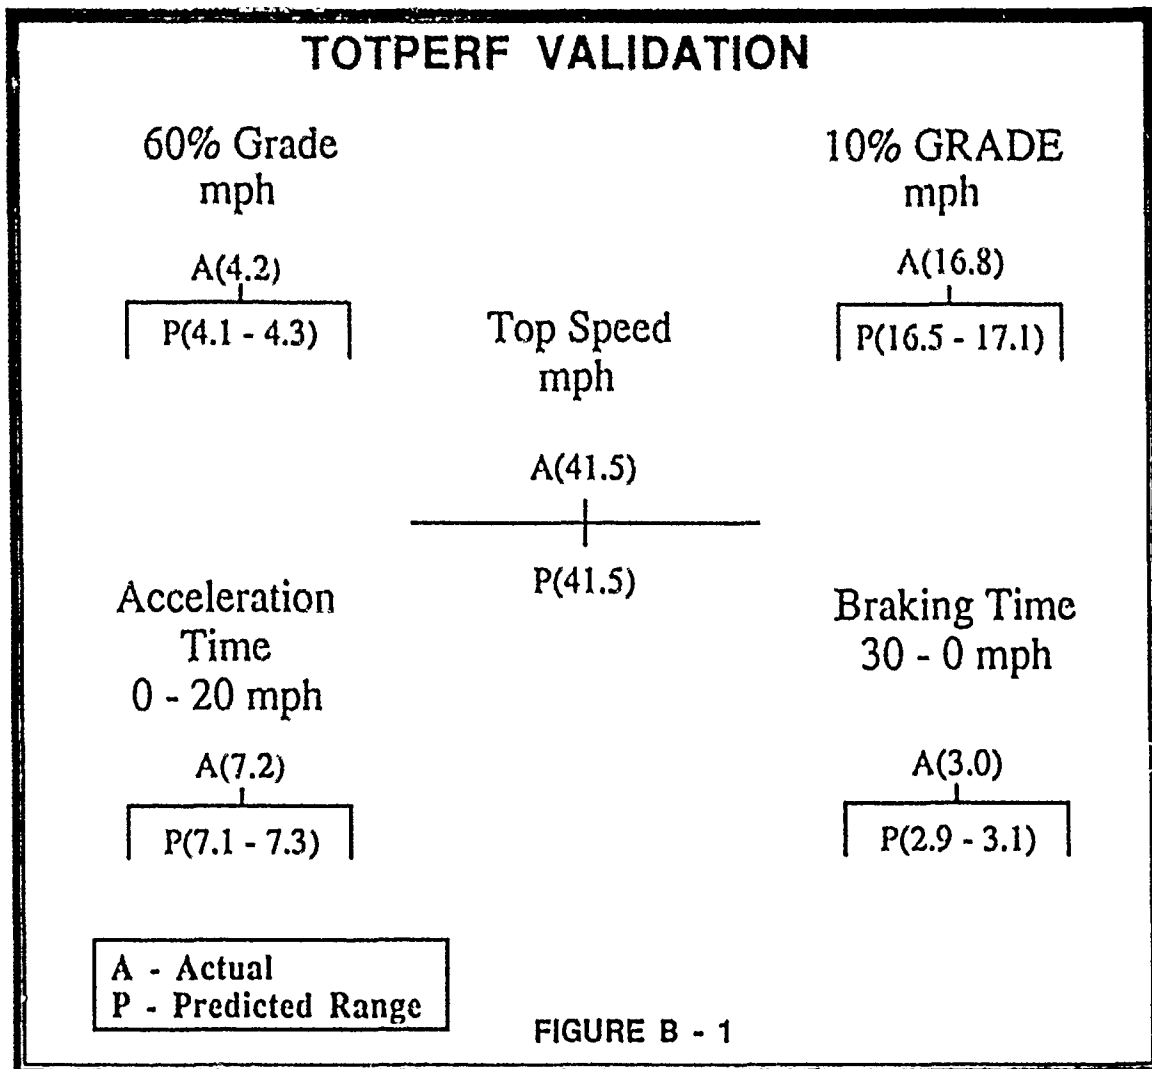 TOTPERF VALIDATION
60% Grade
mph
A(4.2)
P(4.1 - 4.3)
10% GRADE
mph
A(16.8)
P(16.5 - 17.1)
Top Speed
mph
A(41.5)
P(41.5)
Acceleration
Time
0 - 20 mph
A(7.2)
P(7.1 - 7.3)
Braking Time
30 - 0 mph
A(3.0)
P(2.9 - 3.1)
A - Actual
P - Predicted Range
FIGURE B - 1